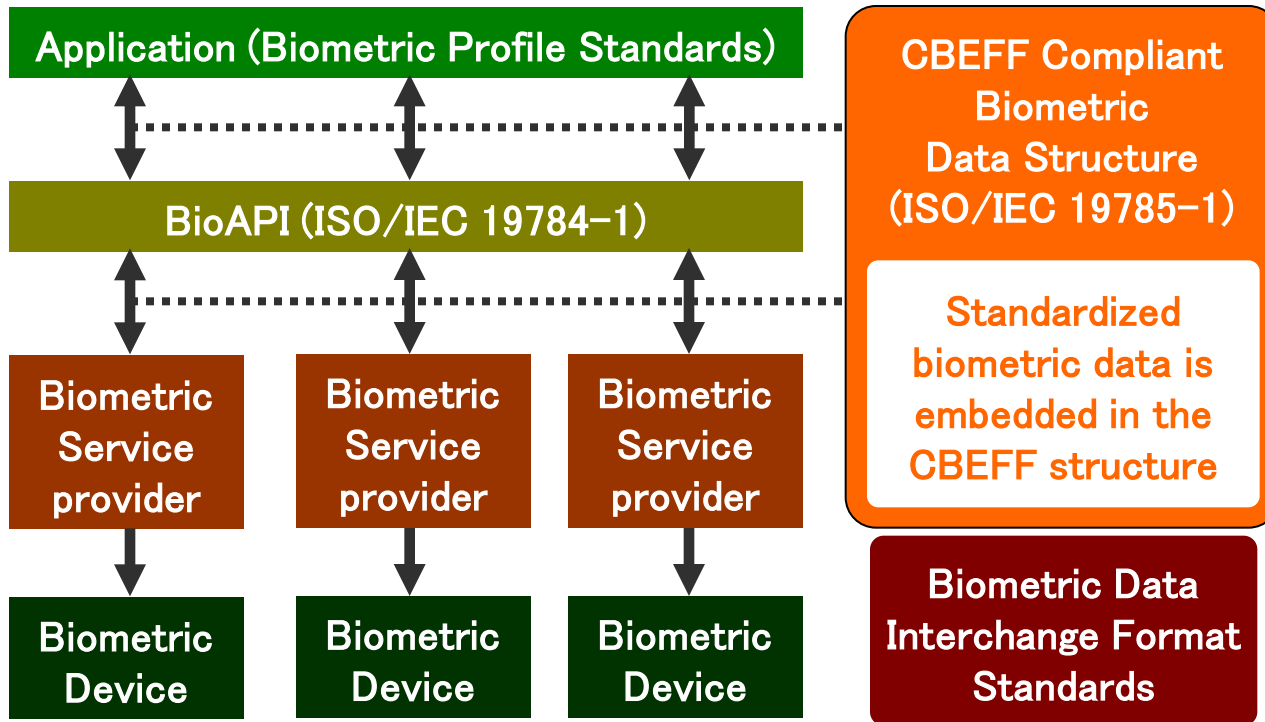 Application (Biometric Profile Standards)
BioAPI (ISO/IEC 19784-1)
Biometric
Service
provider
Biometric
Service
provider
Biometric
Service
provider
Biometric
Device
Biometric
Device
Biometric
Device
CBEFF Compliant
Biometric
Data Structure
(ISO/IEC 19785-1)
Standardized
biometric data is
embedded in the
CBEFF structure
Biometric Data
Interchange Format
Standards